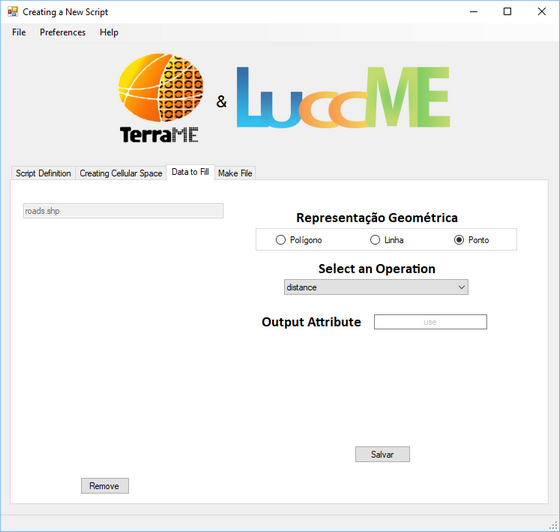 Creating a New Script
File Preferences Help
TerraME & LuccME
Script Definition Creating Cellular Space Data to Fill Make File
roads.shp
Representação Geométrica
Polígono Linha Ponto
Select an Operation
distance
Output Attribute use
Salvar
Remove